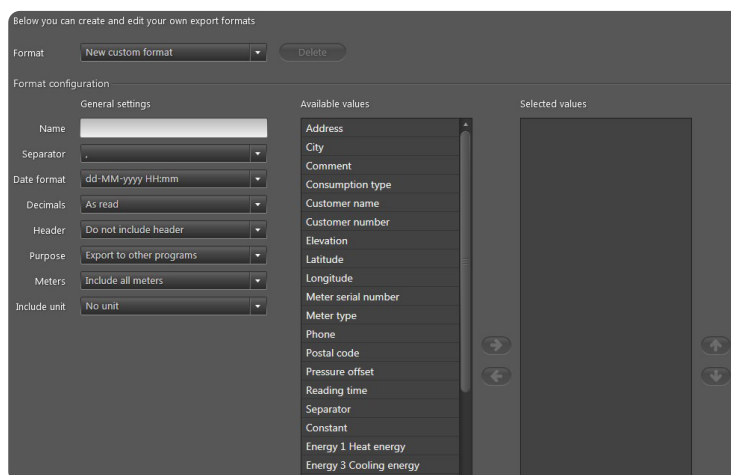 Below you can create and edit your own export formats
Format New custom format Delete
Format configuration
General settings Available values Selected values
Name
Separator ,
Date format dd-MM-yyyy HH:mm
Decimals As read
Header Do not include header
Purpose Export to other programs
Meters Include all meters
Include unit No unit
Address
City
Comment
Consumption type
Customer name
Customer number
Elevation
Latitude
Longitude
Meter serial number
Meter type
Phone
Postal code
Pressure offset
Reading time
Separator
Constant
Energy 1 Heat energy
Energy 3 Cooling energy